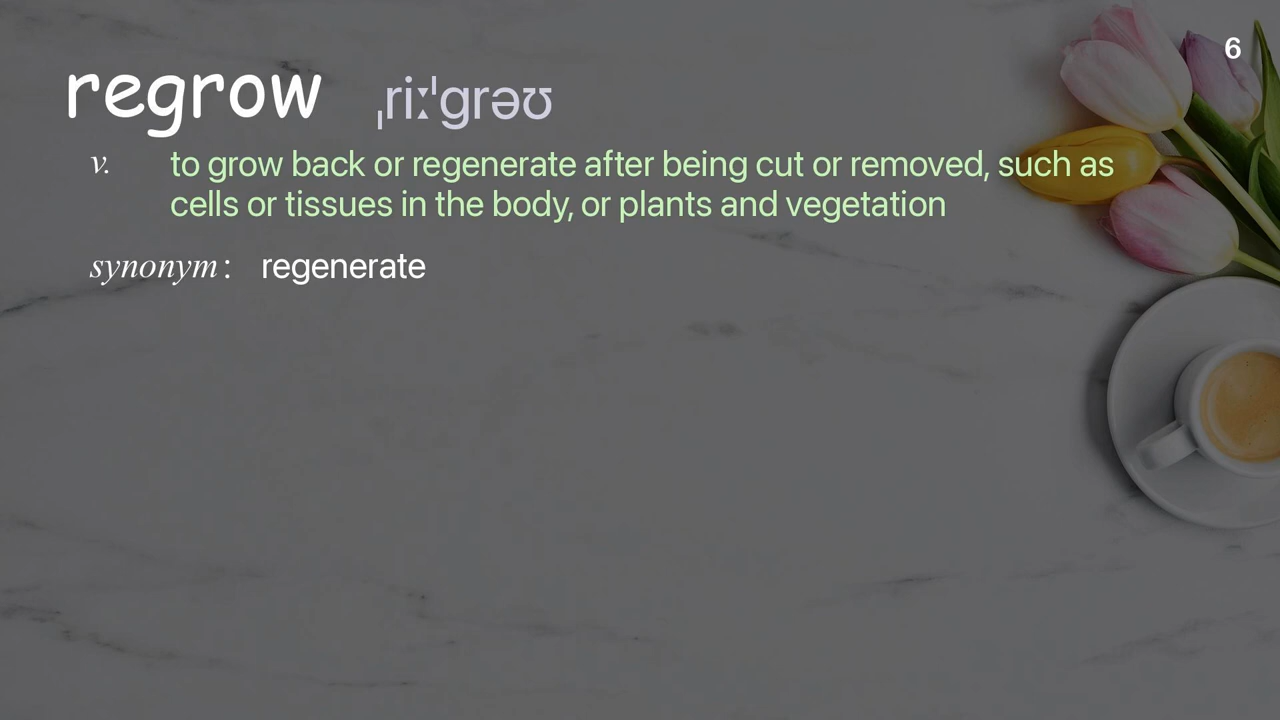 6
regrow ˌriːˈɡrəʊ
v. to grow back or regenerate after being cut or removed, such as
cells or tissues in the body, or plants and vegetation
synonym: regenerate